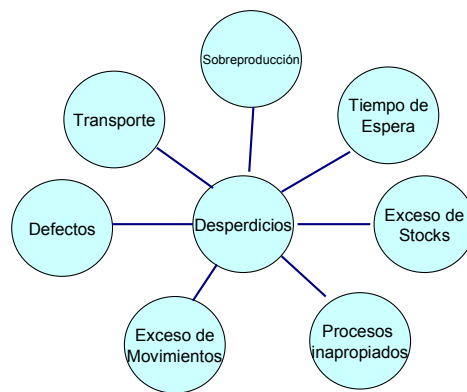 Sobreproducción
Tiempo de
Espera
Transporte
Desperdicios
Exceso de
Stocks
Defectos
Procesos
inapropiados
Exceso de
Movimientos